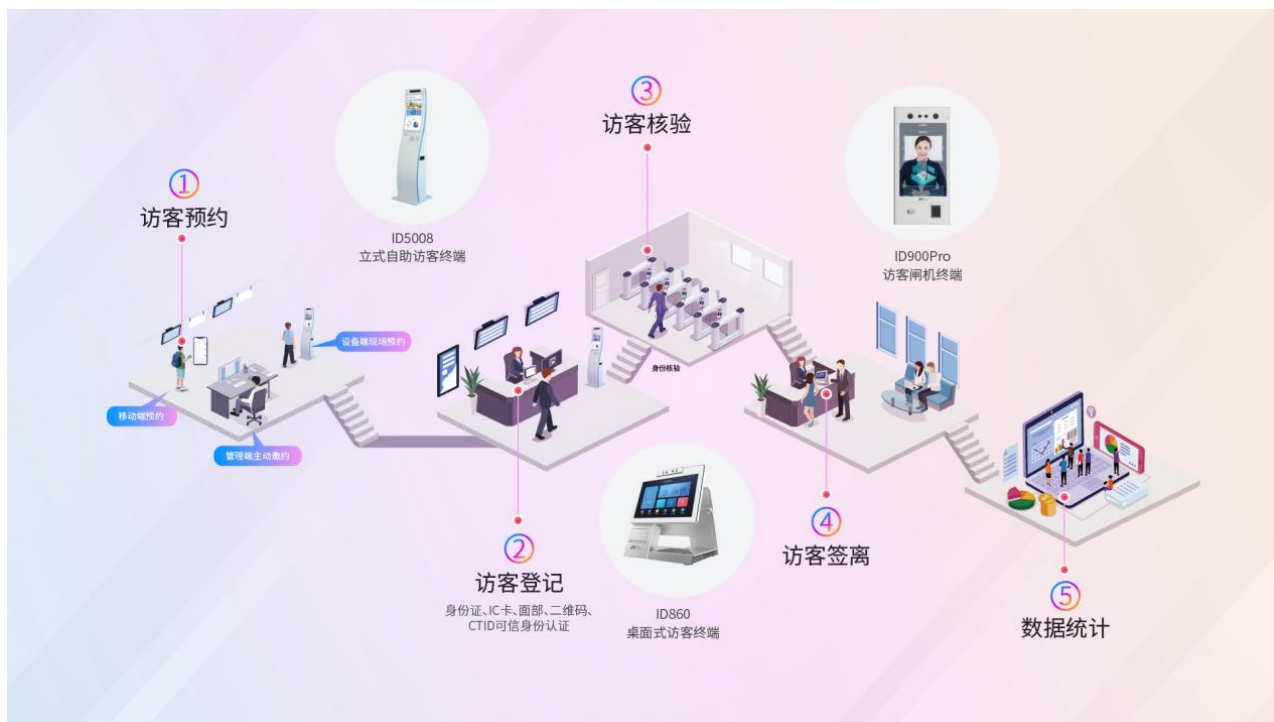 ①
访客预约
移动端预约
管理端主动邀约
设备端现场预约
ID5008
立式自助访客终端
②
访客登记
身份证、IC卡、面部、二维码、
CTID可信身份认证
ID860
桌面式访客终端
③
访客核验
身份核验
ID900Pro
访客闸机终端
④
访客签离
⑤
数据统计